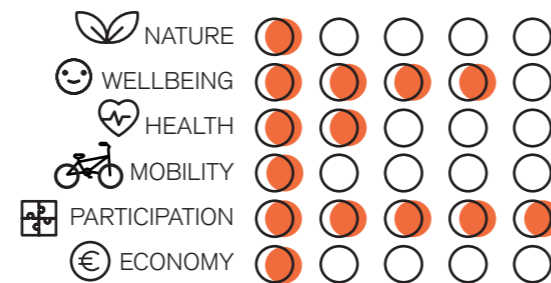 NATURE
WELLBEING
HEALTH
MOBILITY
PARTICIPATION
€ ECONOMY